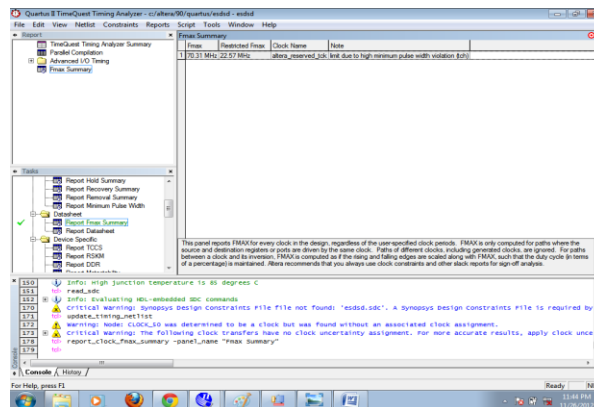 Quartus II TimeQuest Timing Analyzer - c:/altera/90/quartus/esdsd - esdsd
File Edit View Netlist Constraints Reports Script Tools Window Help
Report
TimeQuest Timing Analyzer Summary
Parallel Compilation
Advanced I/O Timing
Fmax Summary
Fmax Summary
Fmax Restricted Fmax Clock Name Note
1 70.31 MHz 22.57 MHz altera_reserved_tck limit due to high minimum pulse width violation (tch)
Tasks
Report Hold Summary
Report Recovery Summary
Report Removal Summary
Report Minimum Pulse Width
Datasheet
Report Fmax Summary
Report Datasheet
Device Specific
Report TCCS
Report RSKM
Report DDR
This panel reports FMAX for every clock in the design, regardless of the user-specified clock periods. FMAX is only computed for paths where the
source and destination registers or ports are driven by the same clock. Paths of different clocks, including generated clocks, are ignored. For paths
between a clock and its inversion, FMAX is computed as if the rising and falling edges are scaled along with FMAX, such that the duty cycle (in terms
of a percentage) is maintained. Altera recommends that you always use clock constraints and other slack reports for sign-off analysis.
150 Info: High junction temperature is 85 degrees C
151 tcl> read_sdc
152 Info: Evaluating HDL-embedded SDC commands
170 Critical Warning: Synopsys Design Constraints File file not found: 'esdsd.sdc'. A Synopsys Design Constraints File is required by
171 tcl> update_timing_netlist
172 Warning: Node: CLOCK_50 was determined to be a clock but was found without an associated clock assignment.
173 Critical Warning: The following clock transfers have no clock uncertainty assignment. For more accurate results, apply clock unce
178 tcl> report_clock_fmax_summary -panel_name "Fmax Summary"
179 tcl>
Console
Console History
For Help, press F1
Ready
11:44 PM